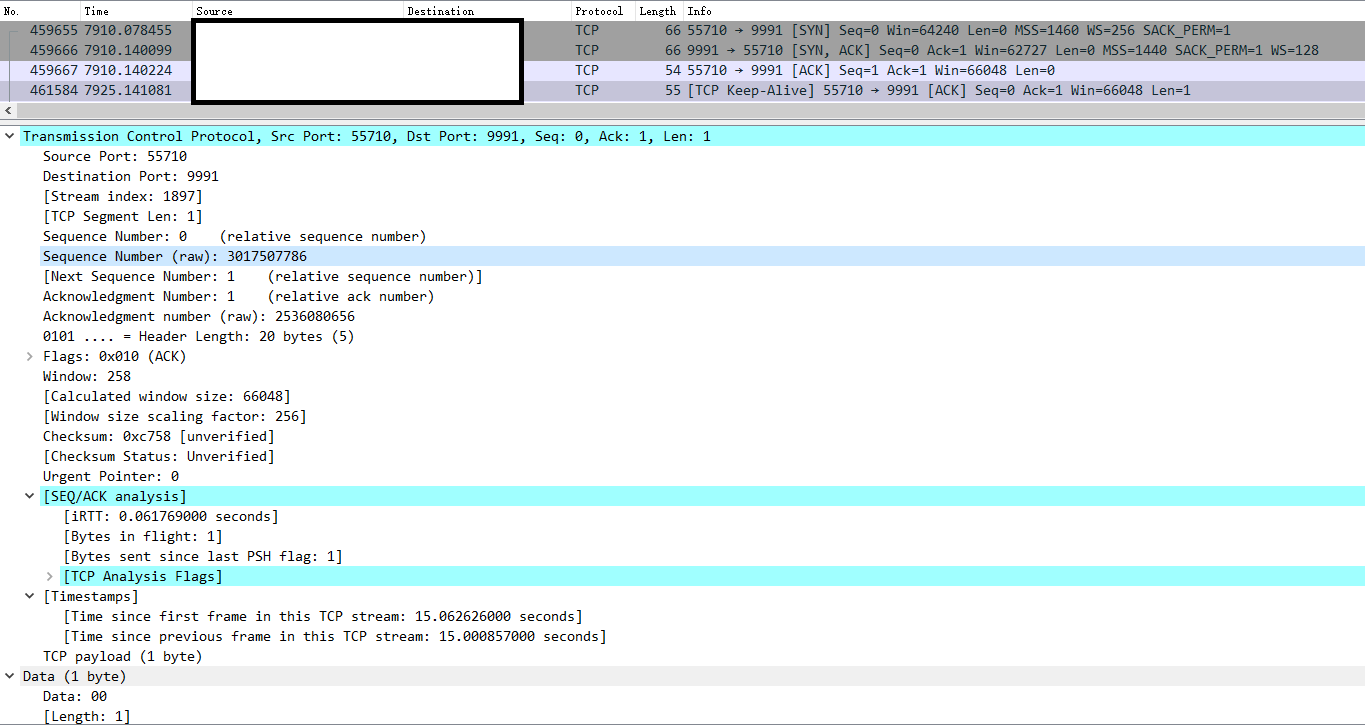 No. Time Source Destination Protocol Length Info
459655 7910.078455 TCP 66 55710 → 9991 [SYN] Seq=0 Win=64240 Len=0 MSS=1460 WS=256 SACK_PERM=1
459666 7910.140099 TCP 66 9991 → 55710 [SYN, ACK] Seq=0 Ack=1 Win=62727 Len=0 MSS=1440 SACK_PERM=1 WS=128
459667 7910.140224 TCP 54 55710 → 9991 [ACK] Seq=1 Ack=1 Win=66048 Len=0
461584 7925.141081 TCP 55 [TCP Keep-Alive] 55710 → 9991 [ACK] Seq=0 Ack=1 Win=66048 Len=1
Transmission Control Protocol, Src Port: 55710, Dst Port: 9991, Seq: 0, Ack: 1, Len: 1
Source Port: 55710
Destination Port: 9991
[Stream index: 1897]
[TCP Segment Len: 1]
Sequence Number: 0 (relative sequence number)
Sequence Number (raw): 3017507786
[Next Sequence Number: 1 (relative sequence number)]
Acknowledgment Number: 1 (relative ack number)
Acknowledgment number (raw): 2536080656
0101 .... = Header Length: 20 bytes (5)
Flags: 0x010 (ACK)
Window: 258
[Calculated window size: 66048]
[Window size scaling factor: 256]
Checksum: 0xc758 [unverified]
[Checksum Status: Unverified]
Urgent Pointer: 0
[SEQ/ACK analysis]
[iRTT: 0.061769000 seconds]
[Bytes in flight: 1]
[Bytes sent since last PSH flag: 1]
[TCP Analysis Flags]
[Timestamps]
[Time since first frame in this TCP stream: 15.062626000 seconds]
[Time since previous frame in this TCP stream: 15.000857000 seconds]
TCP payload (1 byte)
Data (1 byte)
Data: 00
[Length: 1]